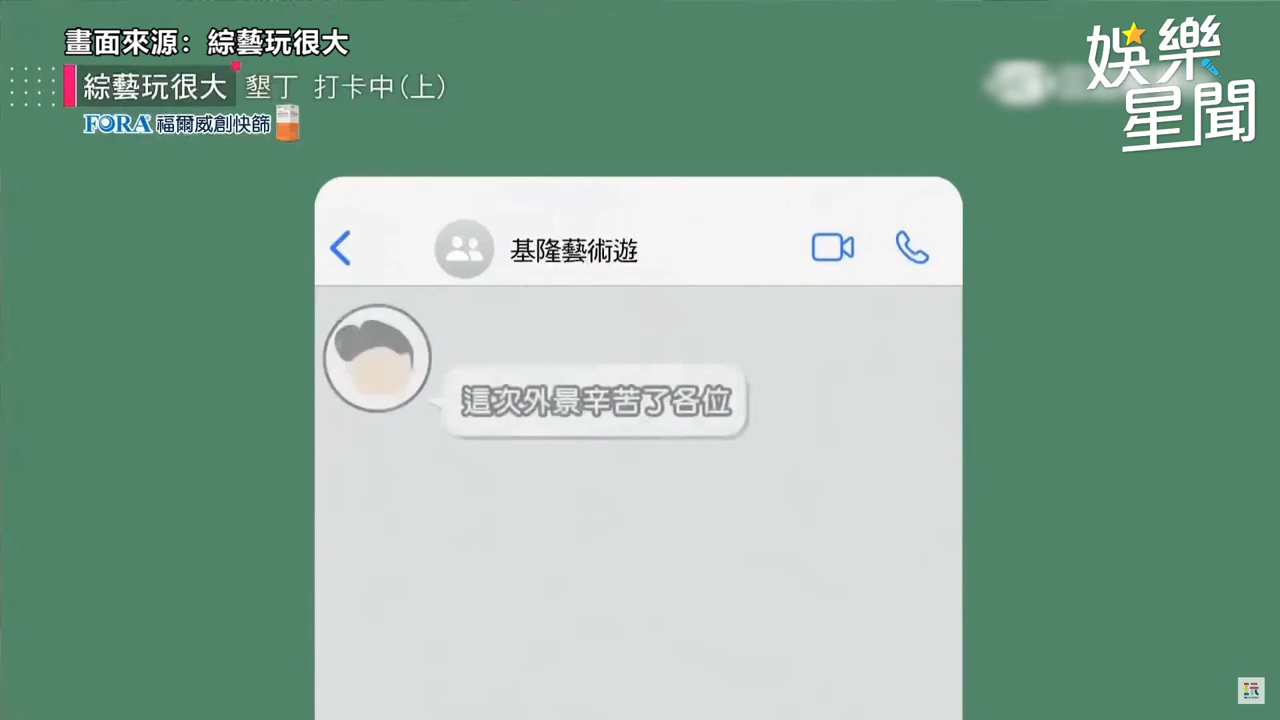 畫面來源：綜藝玩很大
綜藝玩很大 墾丁 打卡中(上)
FORA 福爾威創快篩
娛樂
星聞
基隆藝術遊
這次外景辛苦了各位
玩